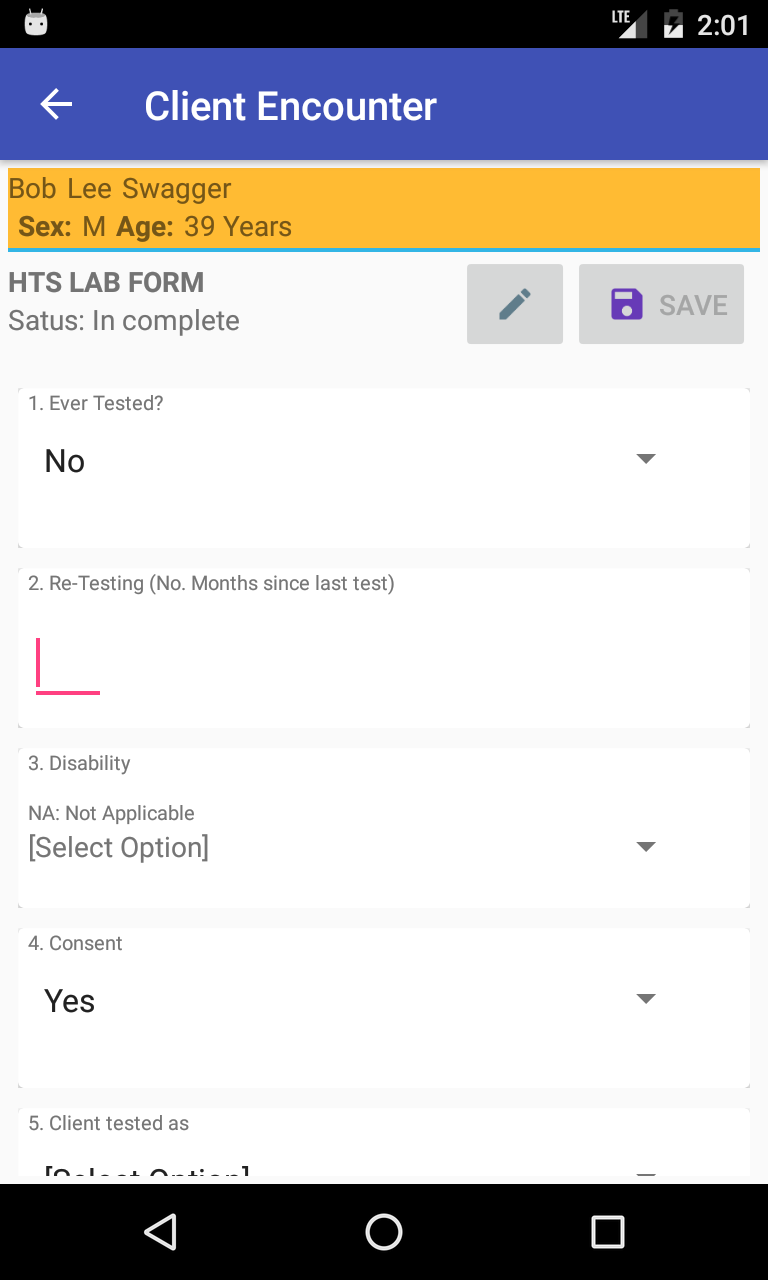 LTE 2:01
Client Encounter
Bob Lee Swagger
Sex: M Age: 39 Years
HTS LAB FORM
Satus: In complete
SAVE
1. Ever Tested?
No
2. Re-Testing (No. Months since last test)
3. Disability
NA: Not Applicable
[Select Option]
4. Consent
Yes
5. Client tested as
[Select Option]